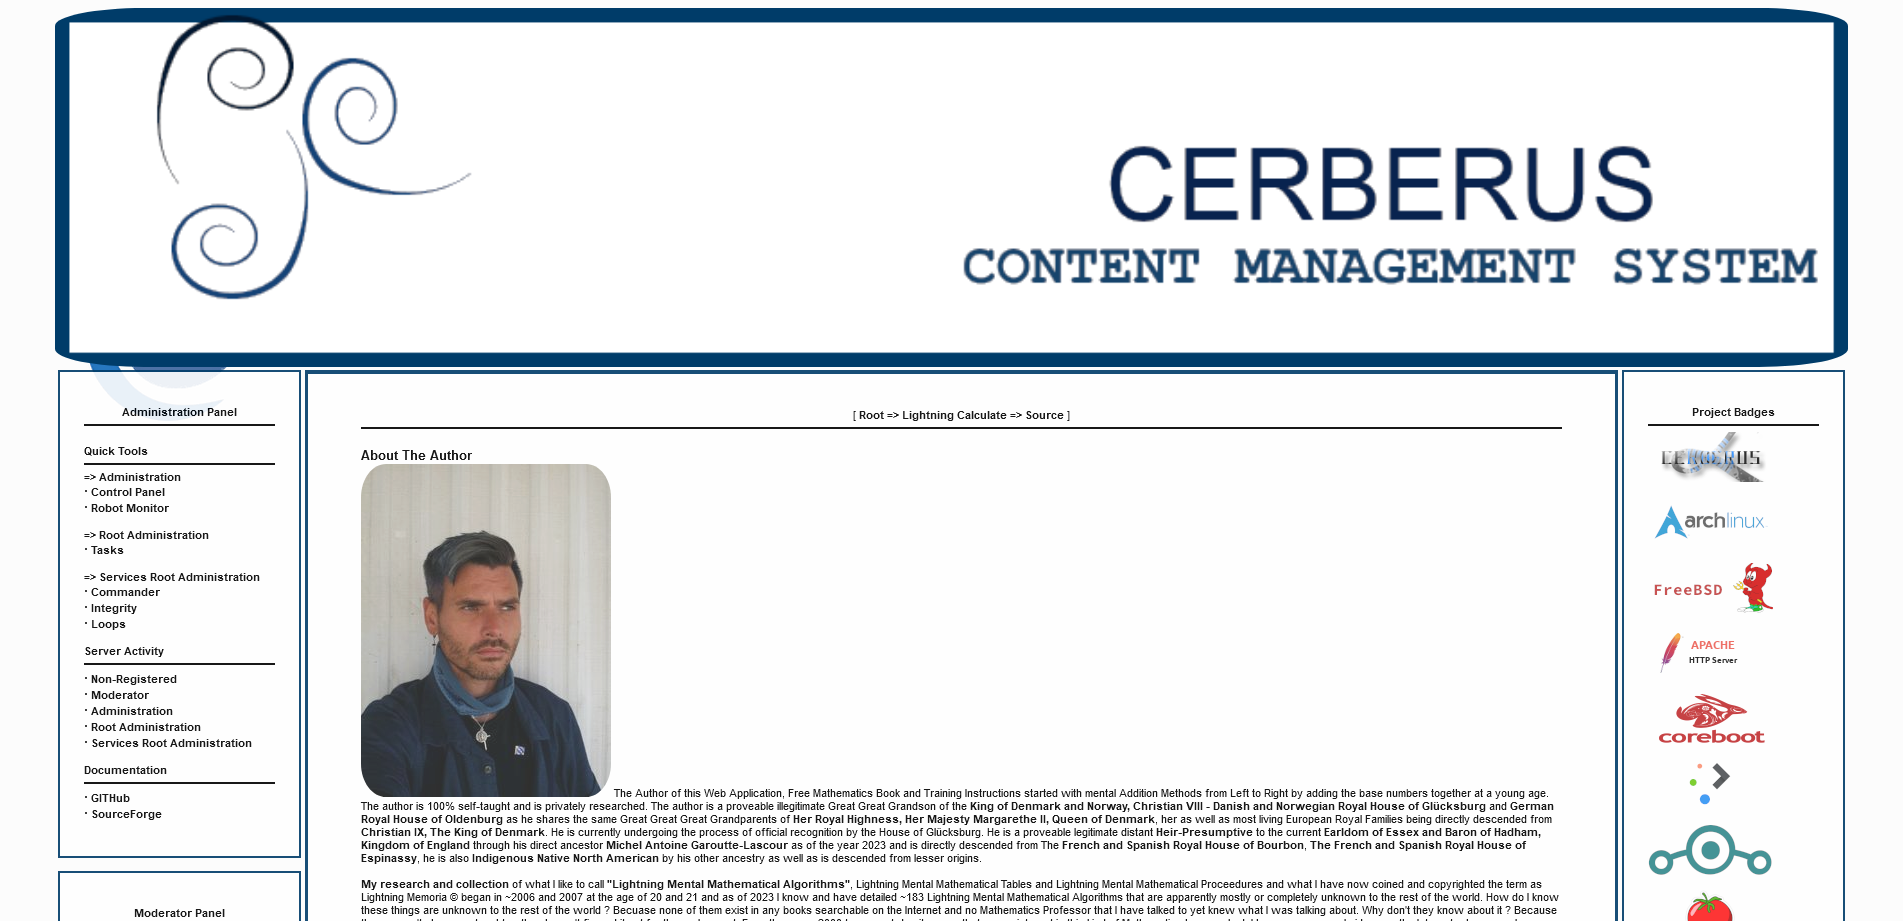 CERBERUS
CONTENT MANAGEMENT SYSTEM
Administration Panel
Quick Tools
=> Administration
· Control Panel
· Robot Monitor
=> Root Administration
· Tasks
=> Services Root Administration
· Commander
· Integrity
· Loops
Server Activity
· Non-Registered
· Moderator
· Administration
· Root Administration
· Services Root Administration
Documentation
· GITHub
· SourceForge
Moderator Panel
[ Root => Lightning Calculate => Source ]
About The Author
The Author of this Web Application, Free Mathematics Book and Training Instructions started with mental Addition Methods from Left to Right by adding the base numbers together at a young age.
The author is 100% self-taught and is privately researched. The author is a proveable illegitimate Great Great Grandson of the King of Denmark and Norway, Christian VIII - Danish and Norwegian Royal House of Glücksburg and German
Royal House of Oldenburg as he shares the same Great Great Great Grandparents of Her Royal Highness, Her Majesty Margarethe II, Queen of Denmark, her as well as most living European Royal Families being directly descended from
Christian IX, The King of Denmark. He is currently undergoing the process of official recognition by the House of Glücksburg. He is a proveable legitimate distant Heir-Presumptive to the current Earldom of Essex and Baron of Hadham,
Kingdom of England through his direct ancestor Michel Antoine Garoutte-Lascour as of the year 2023 and is directly descended from The French and Spanish Royal House of Bourbon, The French and Spanish Royal House of
Espinassy, he is also Indigenous Native North American by his other ancestry as well as is descended from lesser origins.
My research and collection of what I like to call "Lightning Mental Mathematical Algorithms", Lightning Mental Mathematical Tables and Lightning Mental Mathematical Proceedures and what I have now coined and copyrighted the term as
Lightning Memoria © began in ~2006 and 2007 at the age of 20 and 21 and as of 2023 I know and have detailed ~183 Lightning Mental Mathematical Algorithms that are apparently mostly or completely unknown to the rest of the world. How do I know
these things are unknown to the rest of the world ? Becuase none of them exist in any books searchable on the Internet and no Mathematics Professor that I have talked to yet knew what I was talking about. Why don't they know about it ? Because
Project Badges
CERBERUS
archlinux
FreeBSD
APACHE
HTTP Server
coreboot